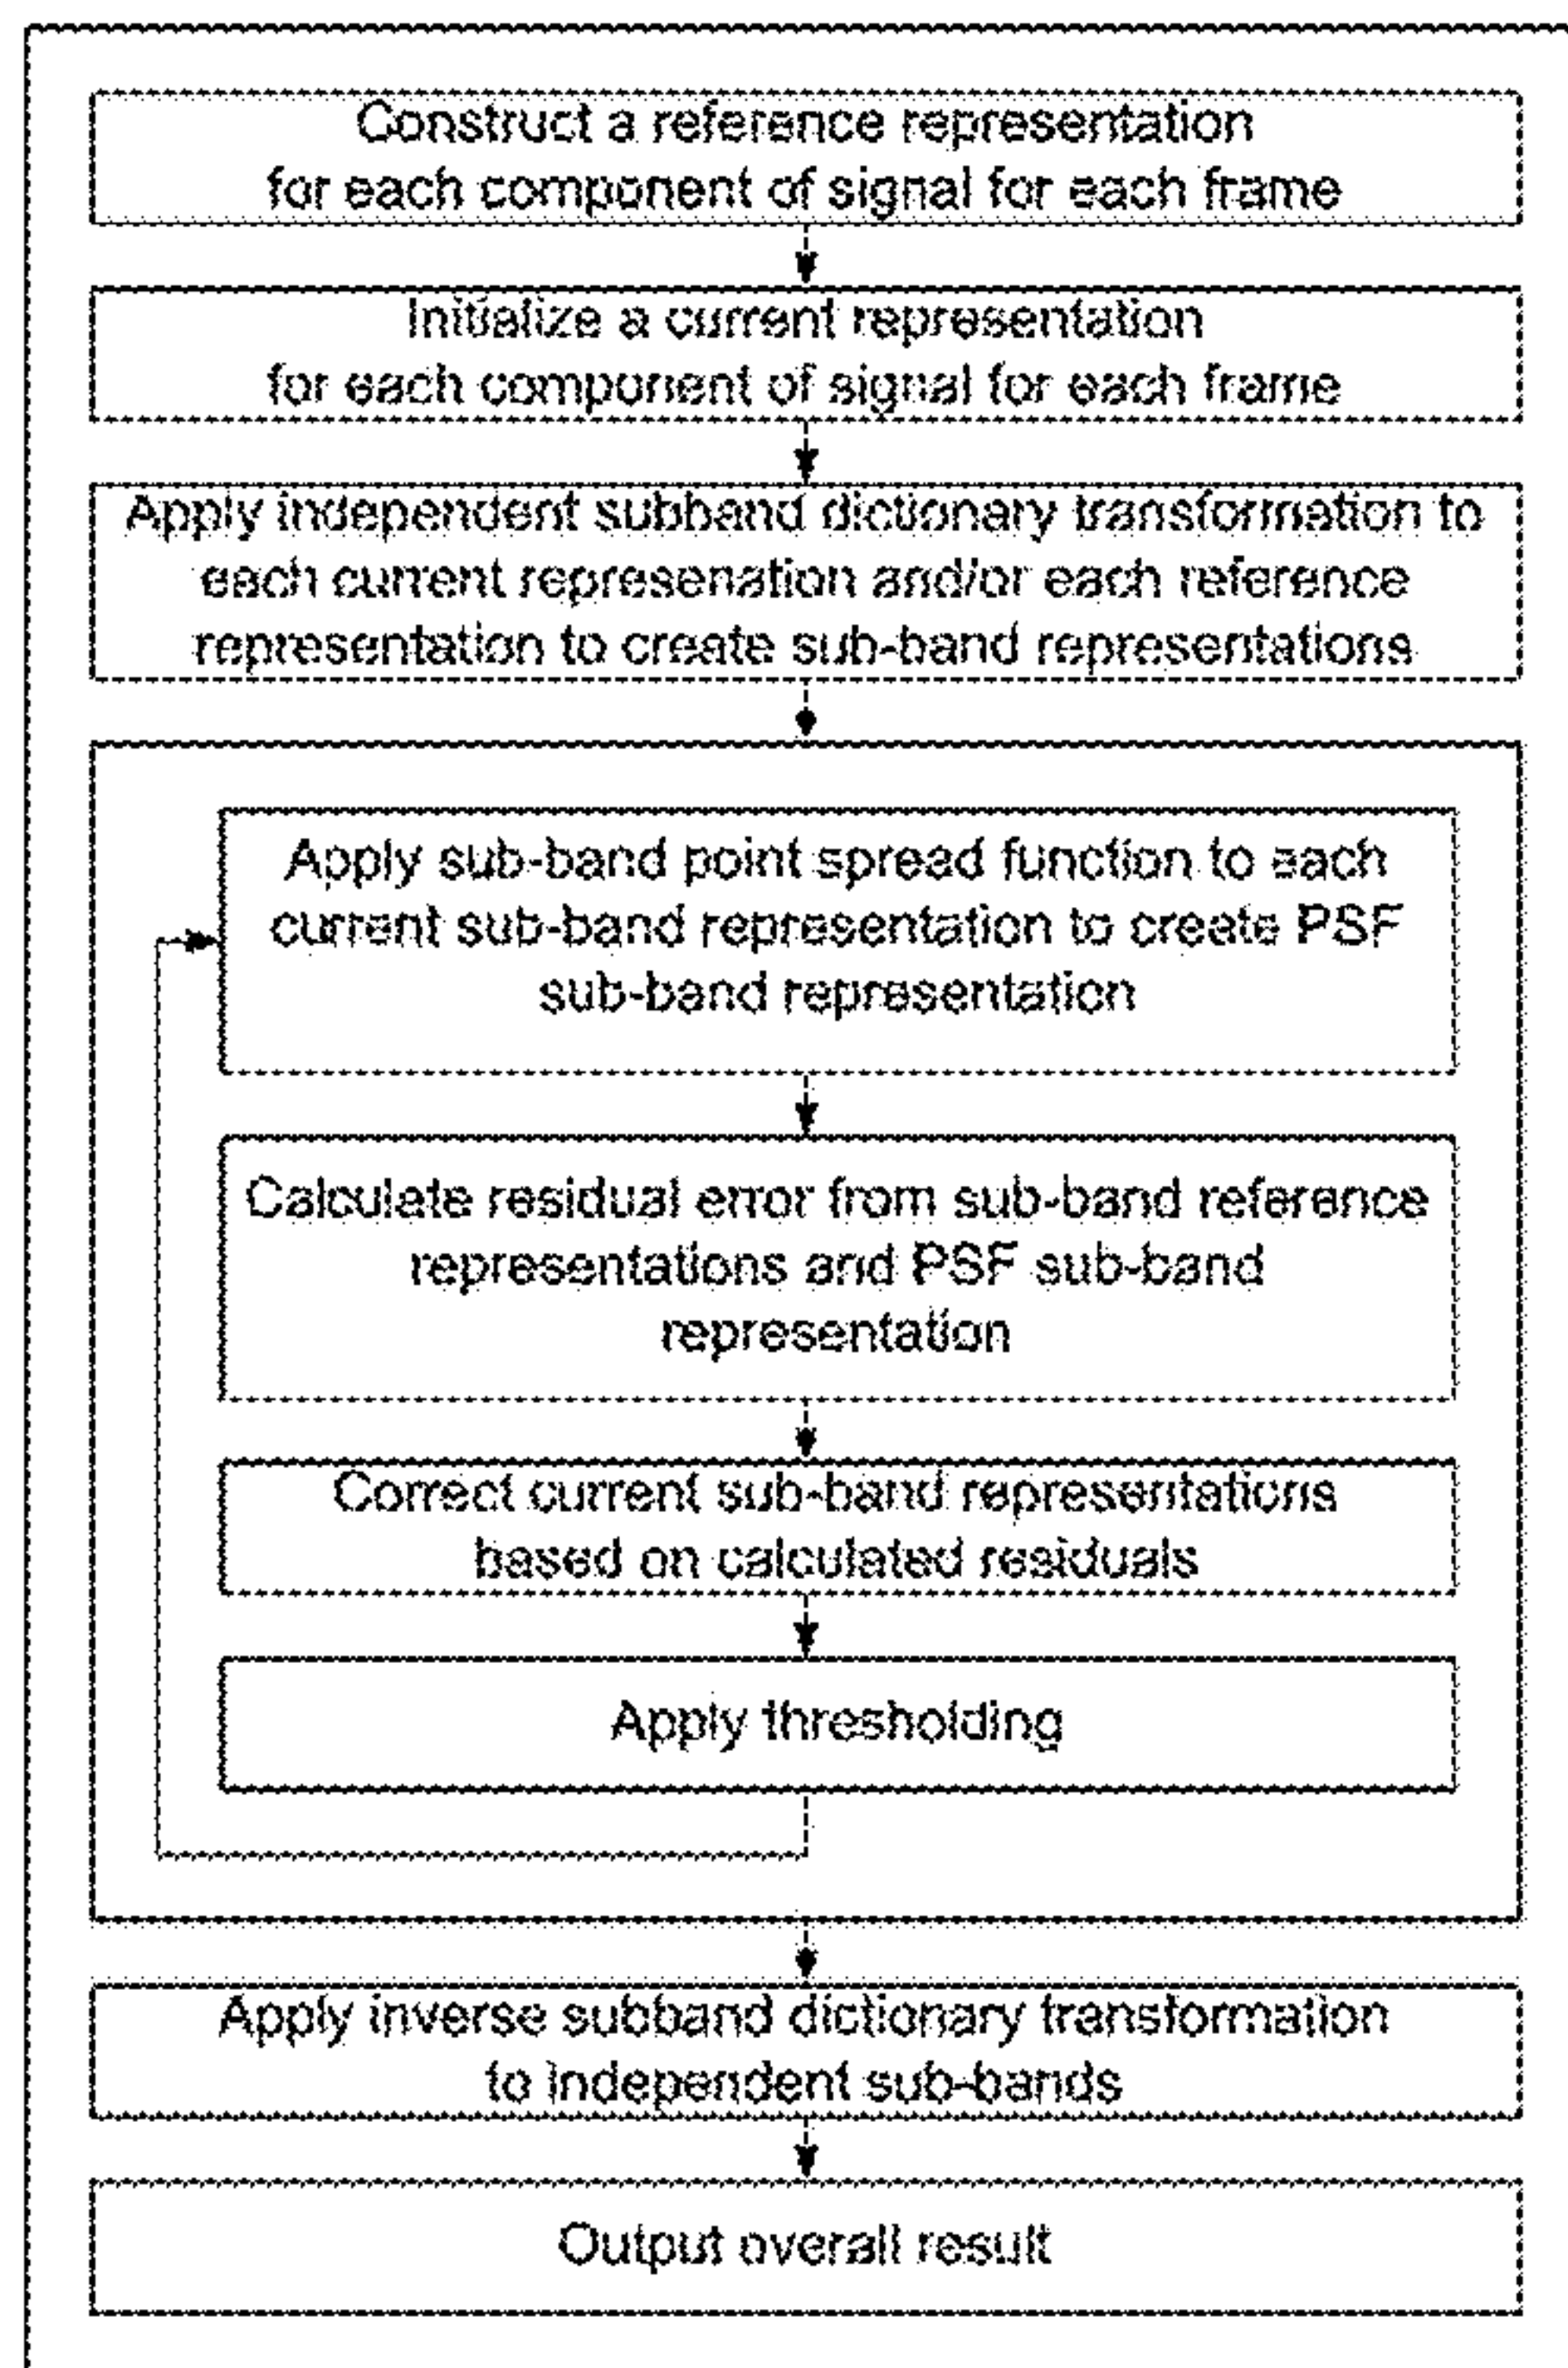 Construct a reference representation
for each component of signal for each frame
Initialize a current representation
for each component of signal for each frame
Apply independent subband dictionary transformation to
each current represenation and/or each reference
representation to create sub-band representations
Apply sub-band point spread function to each
current sub-band representation to create PSF
sub-band representation
Calculate residual error from sub-band reference
representations and PSF sub-band
representation
Correct current sub-band representations
based on calculated residuals
Apply thresholding
Apply inverse subband dictionary transformation
to independent sub-bands
Output overall result